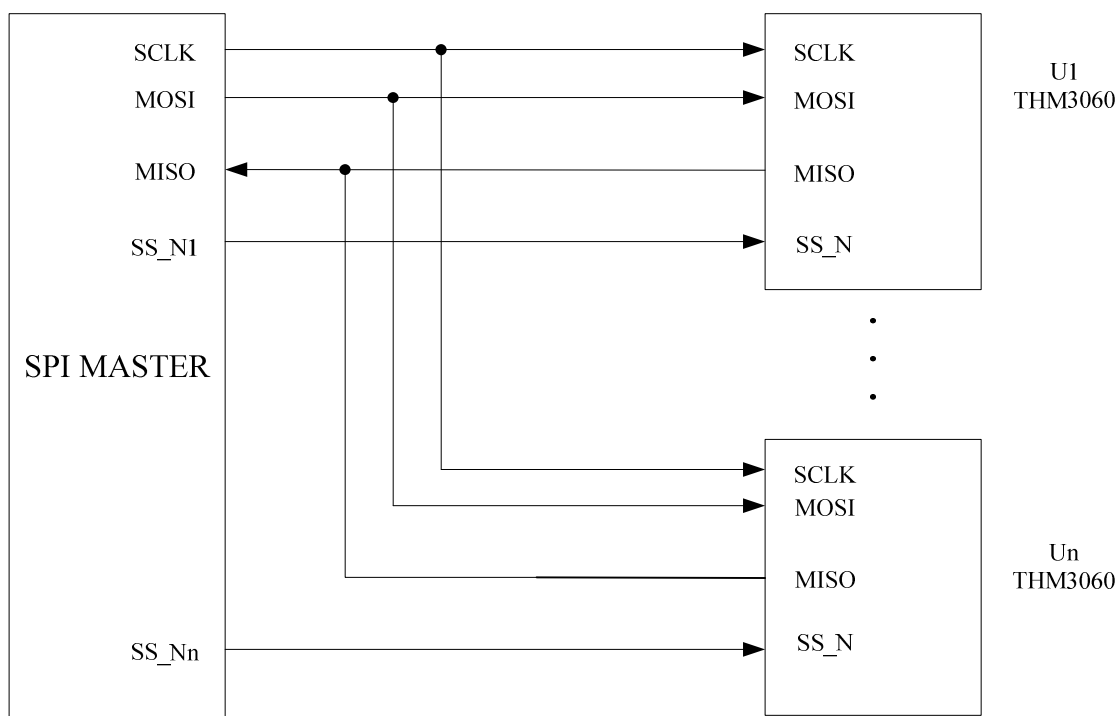 SCLK
MOSI
MISO
SS_N1
SPI MASTER
SS_Nn
SCLK
MOSI
MISO
SS_N
U1
THM3060
SCLK
MOSI
MISO
SS_N
Un
THM3060